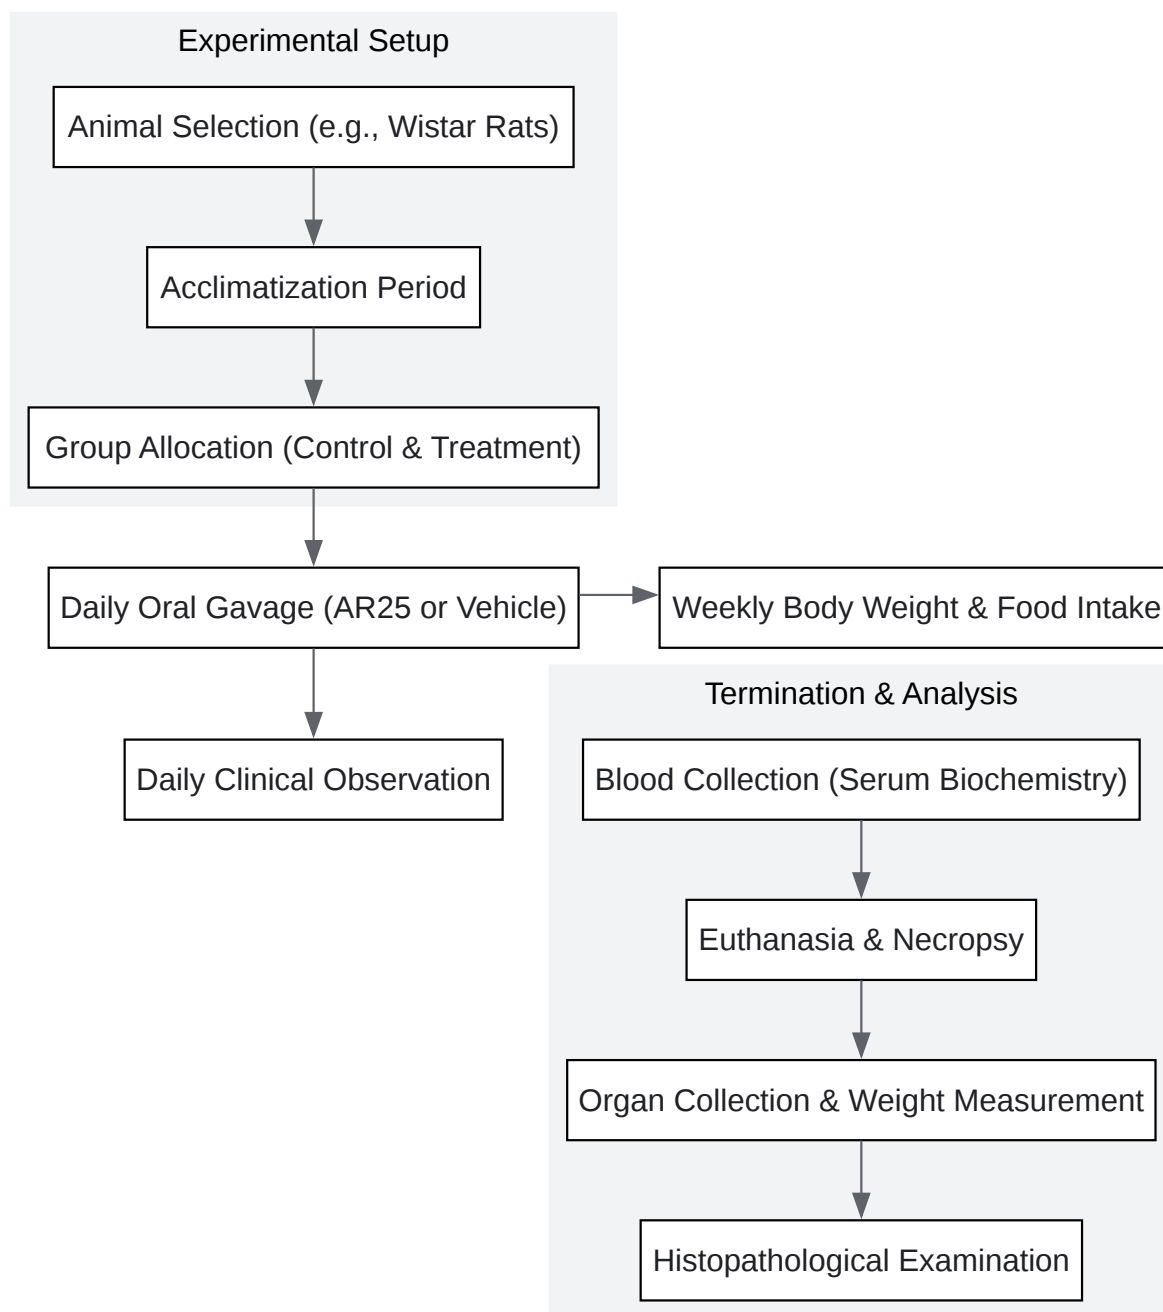 Experimental Setup
Animal Selection (e.g., Wistar Rats)
Acclimatization Period
Group Allocation (Control & Treatment)
Daily Oral Gavage (AR25 or Vehicle)
Weekly Body Weight & Food Intake
Daily Clinical Observation
Termination & Analysis
Blood Collection (Serum Biochemistry)
Euthanasia & Necropsy
Organ Collection & Weight Measurement
Histopathological Examination